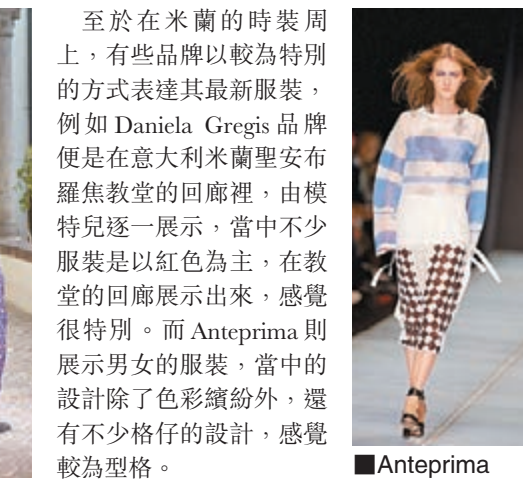 至於在米蘭的時裝周
上，有些品牌以較為特別
的方式表達其最新服裝，
例如 Daniela Gregis 品牌
便是在意大利米蘭聖安布
羅焦教堂的回廊裡，由模
特兒逐一展示，當中不少
服裝是以紅色為主，在教
堂的回廊展示出來，感覺
很特別。而 Anteprima 則
展示男女的服裝，當中的
設計除了色彩繽紛外，還
有不少格仔的設計，感覺
較為型格。
■Anteprima